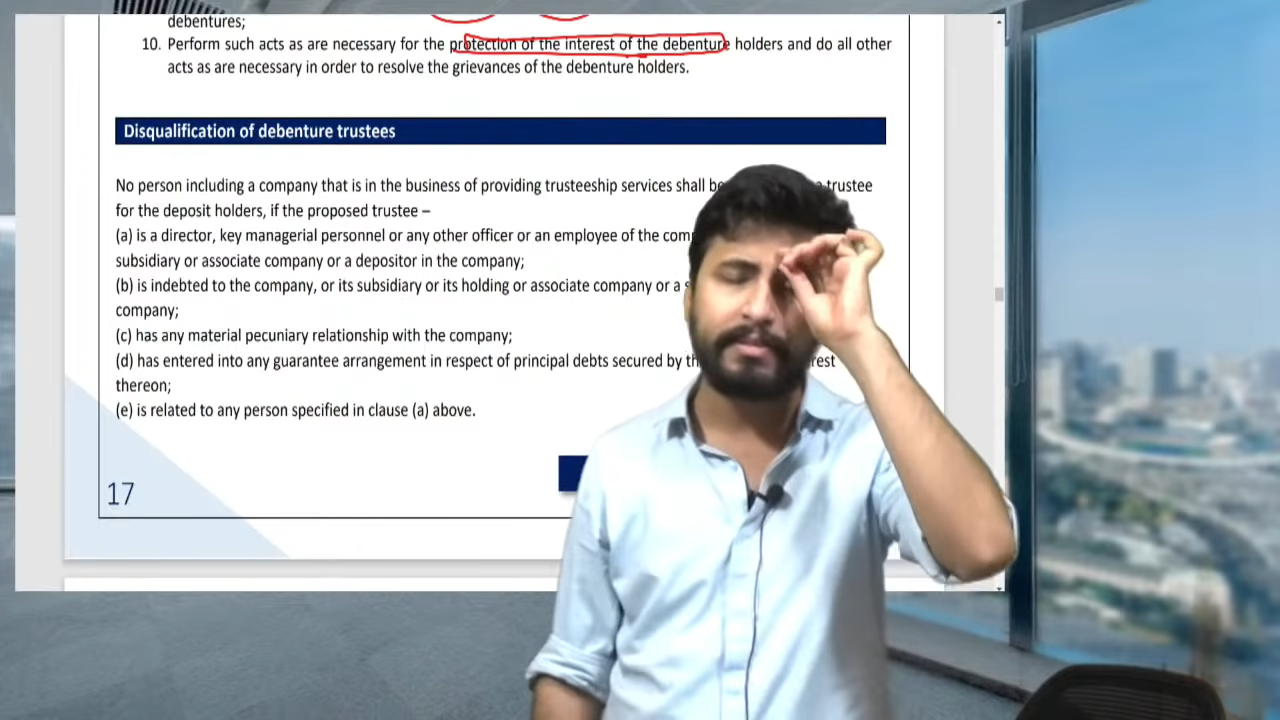 debentures;
10. Perform such acts as are necessary for the protection of the interest of the debenture holders and do all other
acts as are necessary in order to resolve the grievances of the debenture holders.
Disqualification of debenture trustees
No person including a company that is in the business of providing trusteeship services shall be trustee
for the deposit holders, if the proposed trustee –
(a) is a director, key managerial personnel or any other officer or an employee of the
subsidiary or associate company or a depositor in the company;
(b) is indebted to the company, or its subsidiary or its holding or associate company or a
company;
(c) has any material pecuniary relationship with the company;
(d) has entered into any guarantee arrangement in respect of principal debts secured by
thereon;
(e) is related to any person specified in clause (a) above.
17